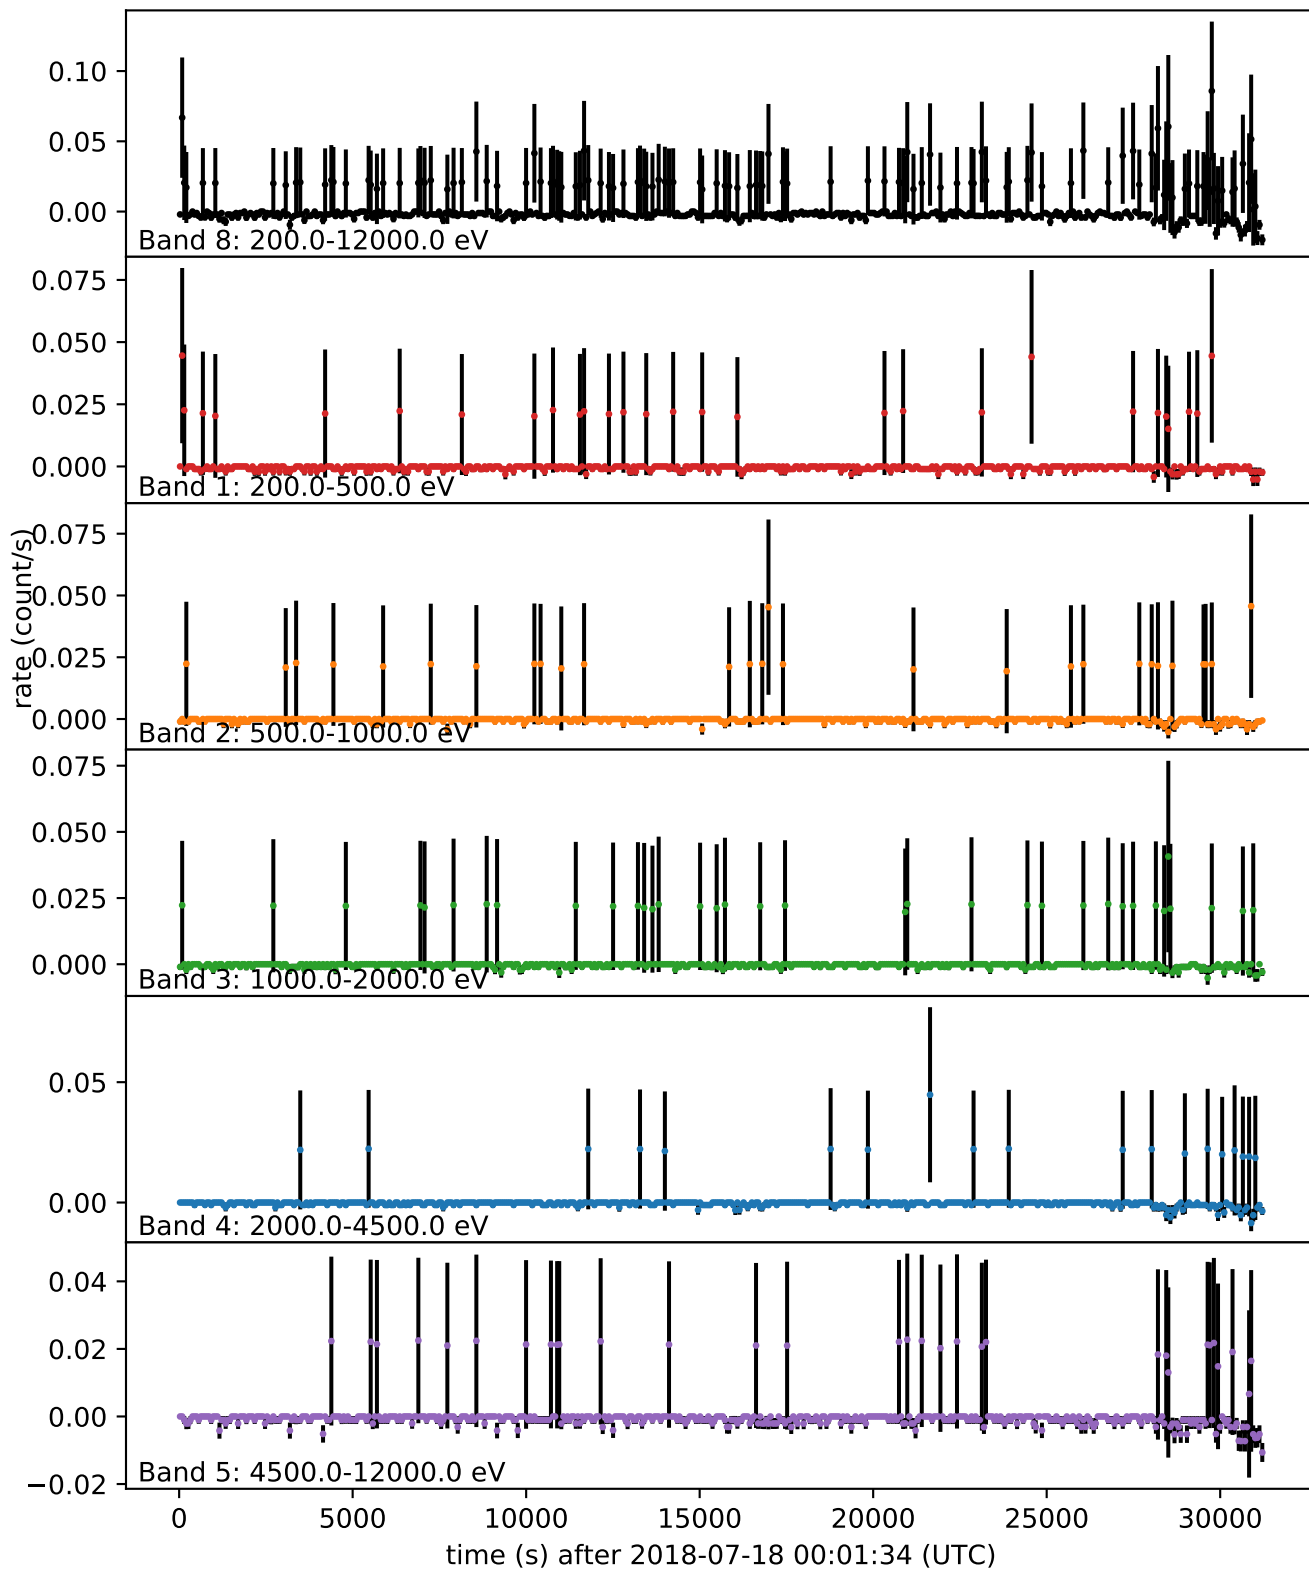 0.10
0.05
0.00
Band 8: 200.0-12000.0 eV
0.075
0.050
0.025
0.000
Band 1: 200.0-500.0 eV
rate (count/s)
0.075
0.050
0.025
0.000
Band 2: 500.0-1000.0 eV
0.075
0.050
0.025
0.000
Band 3: 1000.0-2000.0 eV
0.05
0.00
Band 4: 2000.0-4500.0 eV
0.04
0.02
0.00
−0.02
Band 5: 4500.0-12000.0 eV
0 5000 10000 15000 20000 25000 30000
time (s) after 2018-07-18 00:01:34 (UTC)